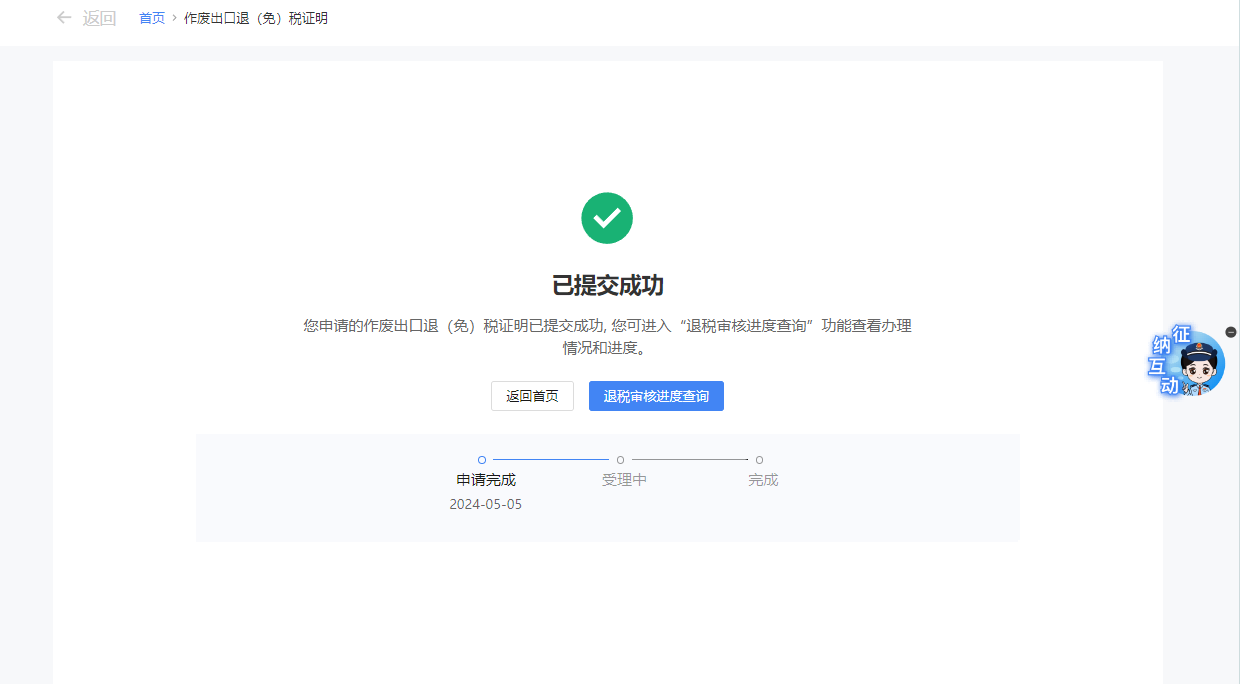 返回 首页 > 作废出口退（免）税证明
已提交成功
您申请的作废出口退（免）税证明已提交成功, 您可进入“退税审核进度查询”功能查看办理
情况和进度。
返回首页 退税审核进度查询
申请完成 受理中 完成
2024-05-05
征
纳
互
动